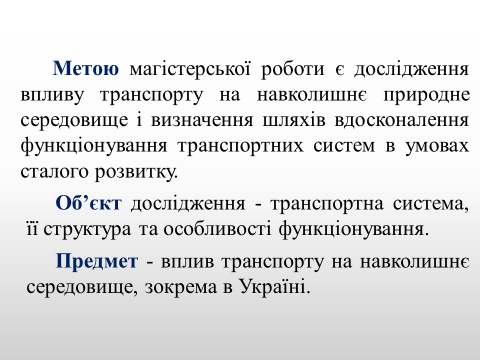 Метою магістерської роботи є дослідження
впливу транспорту на навколишнє природне
середовище і визначення шляхів вдосконалення
функціонування транспортних систем в умовах
сталого розвитку.
Об’єкт дослідження - транспортна система,
її структура та особливості функціонування.
Предмет - вплив транспорту на навколишнє
середовище, зокрема в Україні.